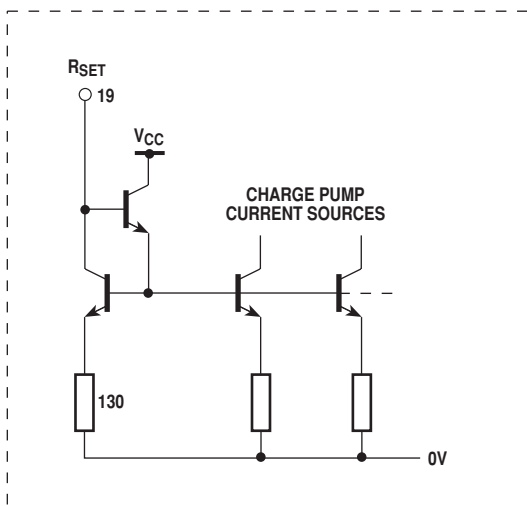 RSET
19
VCC
CHARGE PUMP
CURRENT SOURCES
130
0V